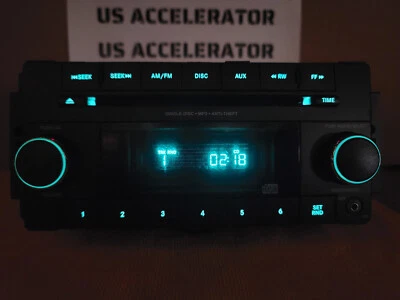 US ACCELERATOR
US ACCELERATOR
SEEK SEEK AM/FM DISC AUX RW FF
TIME
1 02:18
1 2 3 4 5 6 SET
RND